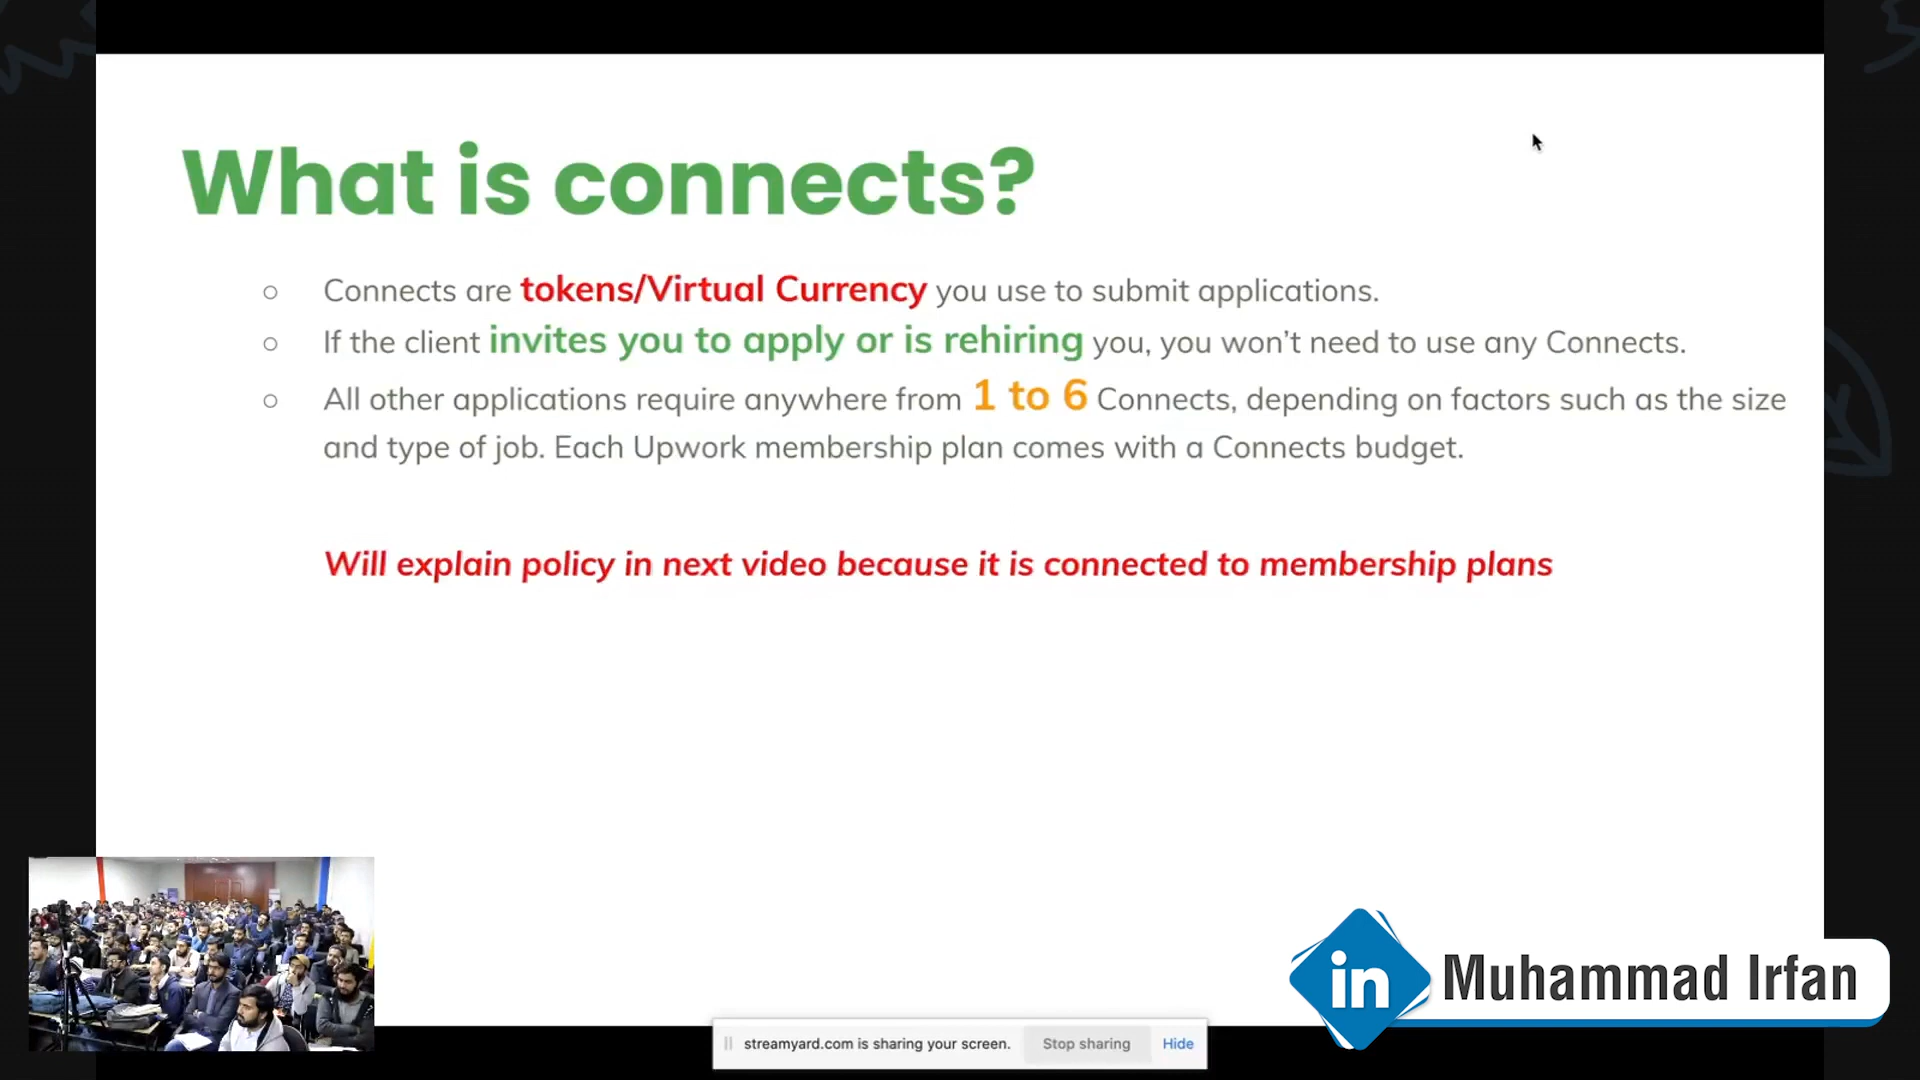 What is connects?
○ Connects are tokens/Virtual Currency you use to submit applications.
○ If the client invites you to apply or is rehiring you, you won’t need to use any Connects.
○ All other applications require anywhere from 1 to 6 Connects, depending on factors such as the size
and type of job. Each Upwork membership plan comes with a Connects budget.
Will explain policy in next video because it is connected to membership plans
in Muhammad Irfan
streamyard.com is sharing your screen. Stop sharing Hide